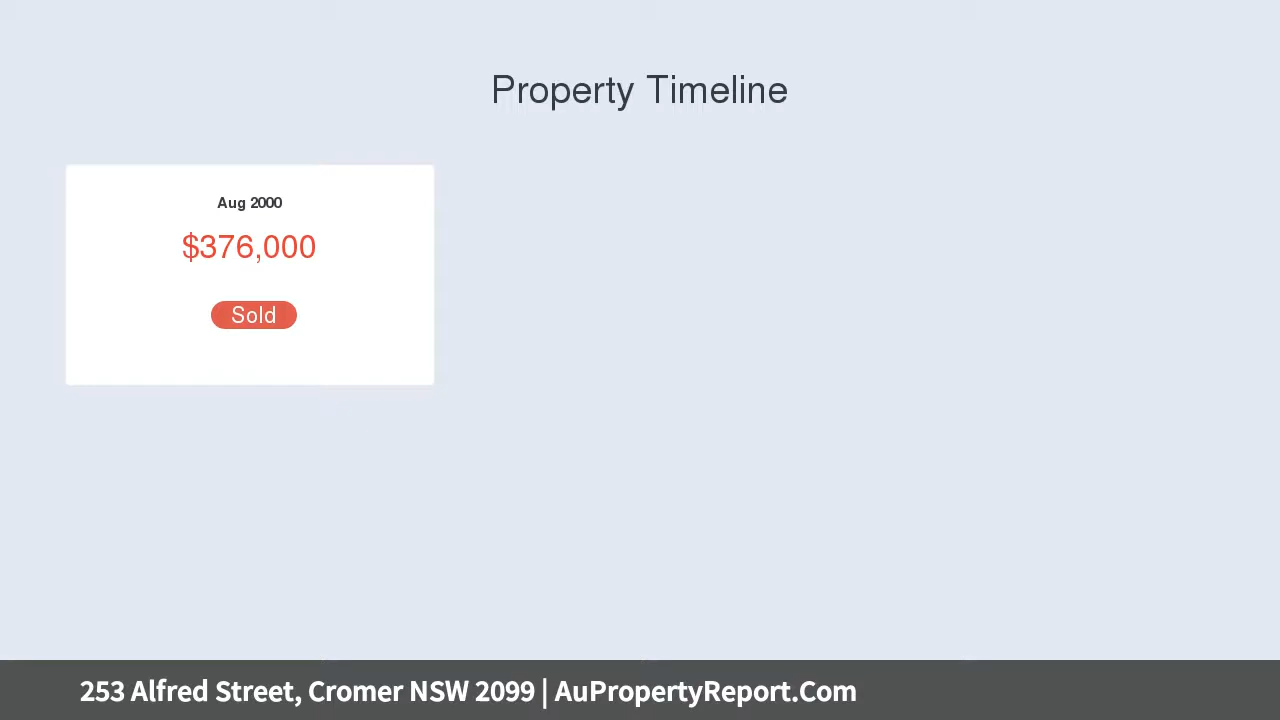 Property Timeline
Aug 2000
$376,000
Sold
253 Alfred Street, Cromer NSW 2099 | AuPropertyReport.Com